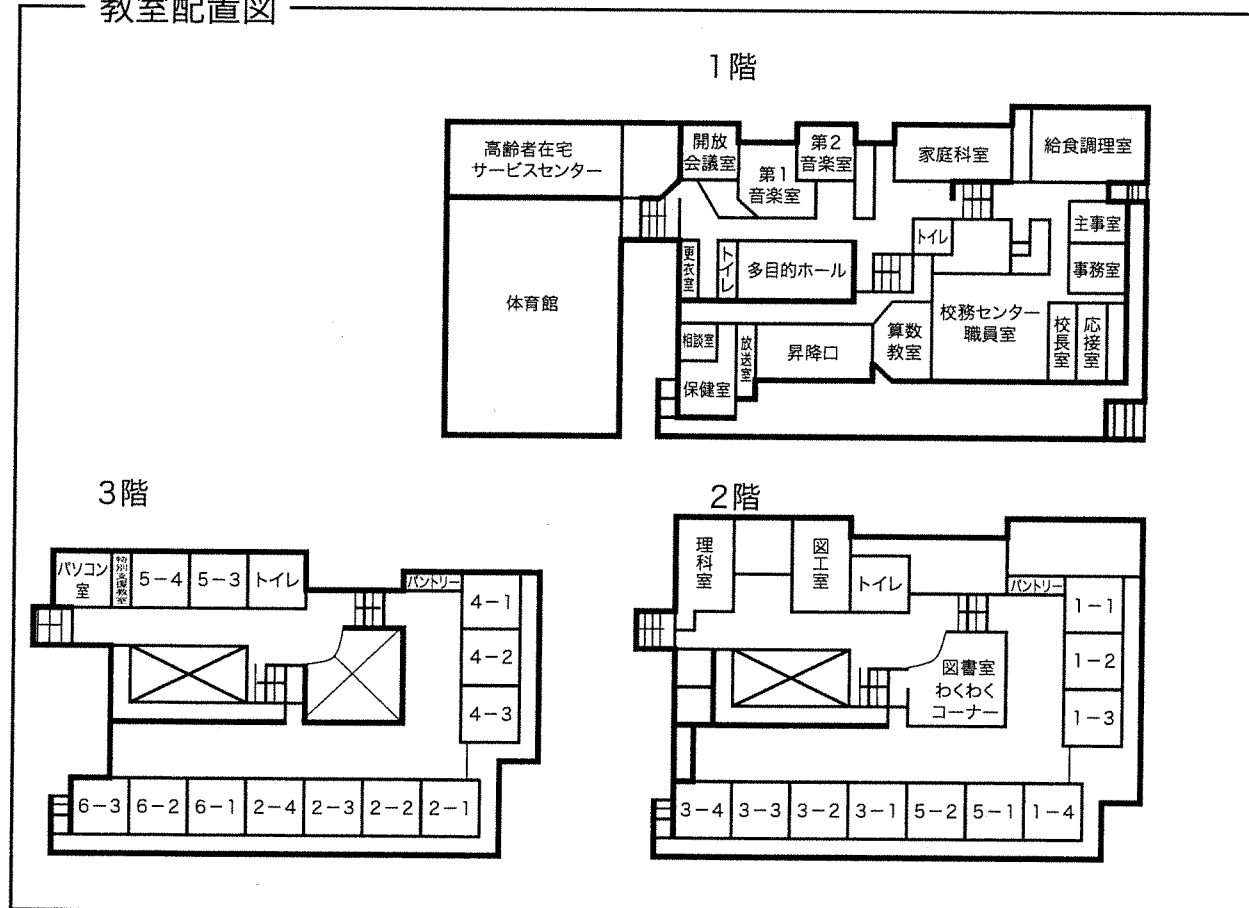 教室配置図
1階
高齢者在宅
サービスセンター
開放
会議室
第1
音楽室
第2
音楽室
家庭科室
給食調理室
体育館
更衣室
トイレ
多目的ホール
トイレ
主事室
事務室
校務センター
職員室
校長室
応接室
相談室
保健室
放送室
昇降口
算数
教室
3階
パソコン
室
特別支援教室
5-4
5-3
トイレ
パントリー
4-1
4-2
4-3
6-3
6-2
6-1
2-4
2-3
2-2
2-1
2階
理科室
図工室
トイレ
パントリー
1-1
1-2
1-3
図書室
わくわく
コーナー
3-4
3-3
3-2
3-1
5-2
5-1
1-4